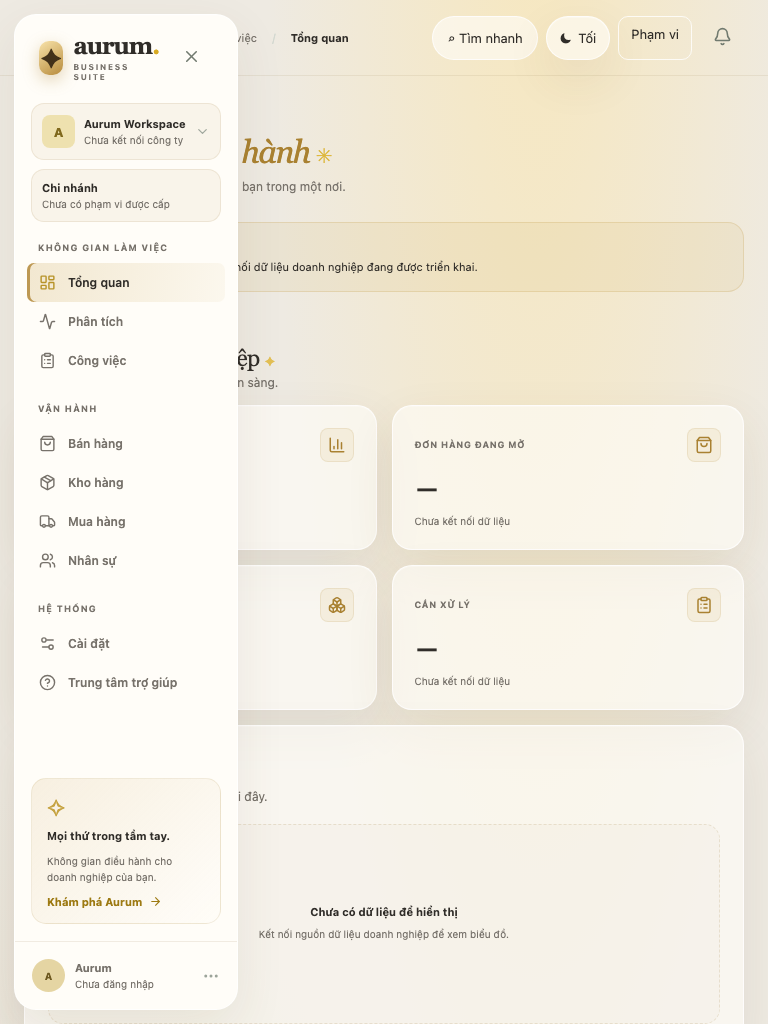 aurum.
BUSINESS
SUITE
Aurum Workspace
Chưa kết nối công ty
A
Chi nhánh
Chưa có phạm vi được cấp
KHÔNG GIAN LÀM VIỆC
Tổng quan
Phân tích
Công việc
VẬN HÀNH
Bán hàng
Kho hàng
Mua hàng
Nhân sự
HỆ THỐNG
Cài đặt
Trung tâm trợ giúp
Mọi thứ trong tầm tay.
Không gian điều hành cho
doanh nghiệp của bạn.
Khám phá Aurum
A
Aurum
Chưa đăng nhập
việc / Tổng quan
Tìm nhanh
Tối
Phạm vi
hành
bạn trong một nơi.
nối dữ liệu doanh nghiệp đang được triển khai.
ệp
n sàng.
ĐƠN HÀNG ĐANG MỞ
—
Chưa kết nối dữ liệu
CẦN XỬ LÝ
—
Chưa kết nối dữ liệu
i đây.
Chưa có dữ liệu để hiển thị
Kết nối nguồn dữ liệu doanh nghiệp để xem biểu đồ.